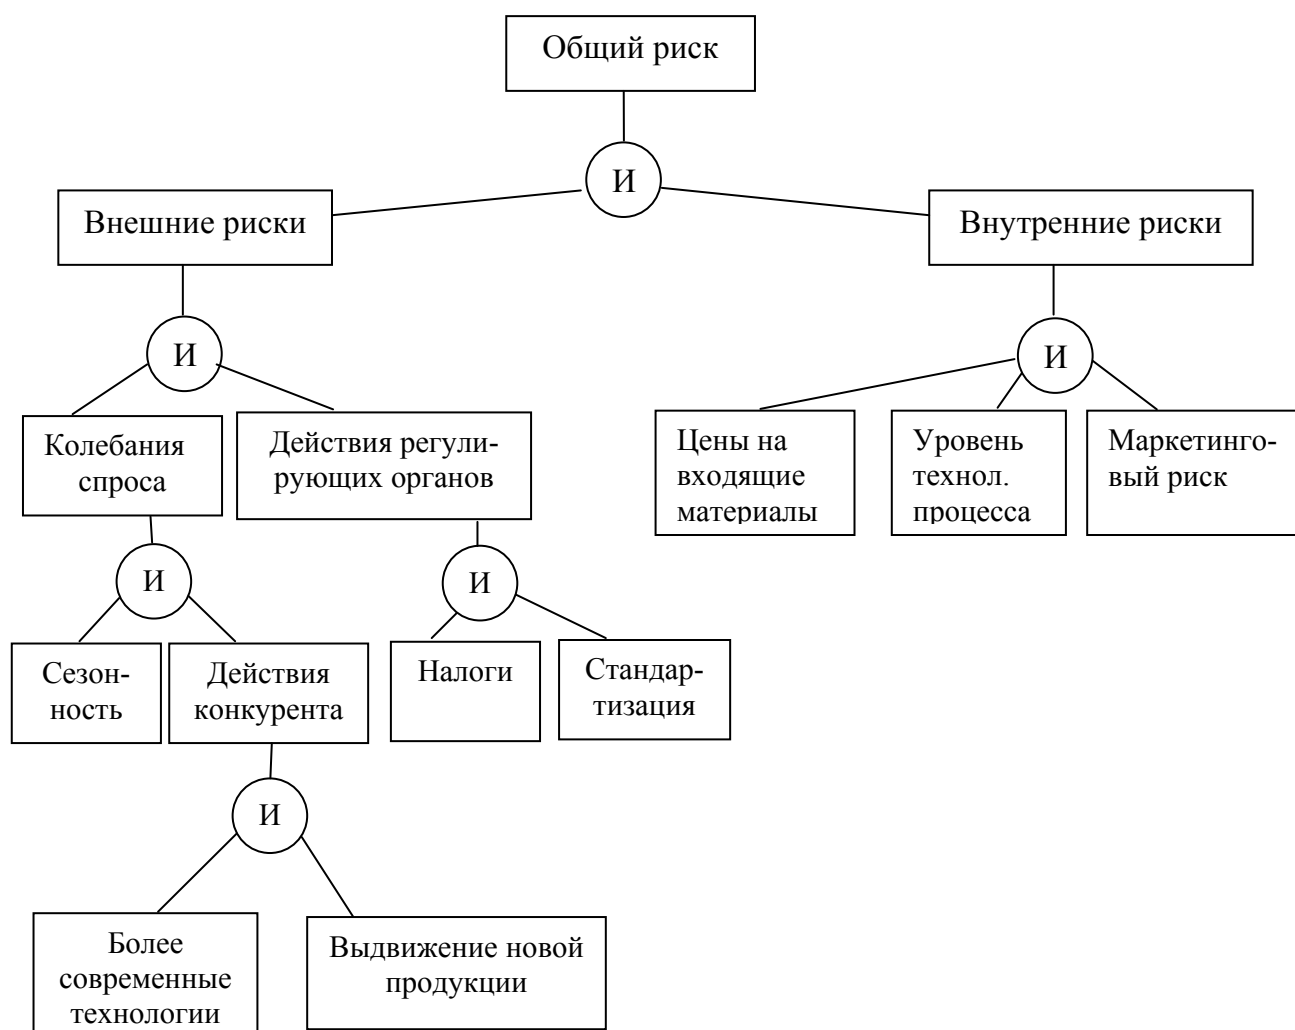 Общий риск
И
Внешние риски
Внутренние риски
И
И
Колебания
спроса
Действия регули-
рующих органов
Цены на
входящие
материалы
Уровень
технол.
процесса
Маркетинго-
вый риск
И
И
Сезон-
ность
Действия
конкурента
Налоги
Стандар-
тизация
И
Более
современные
технологии
Выдвижение новой
продукции